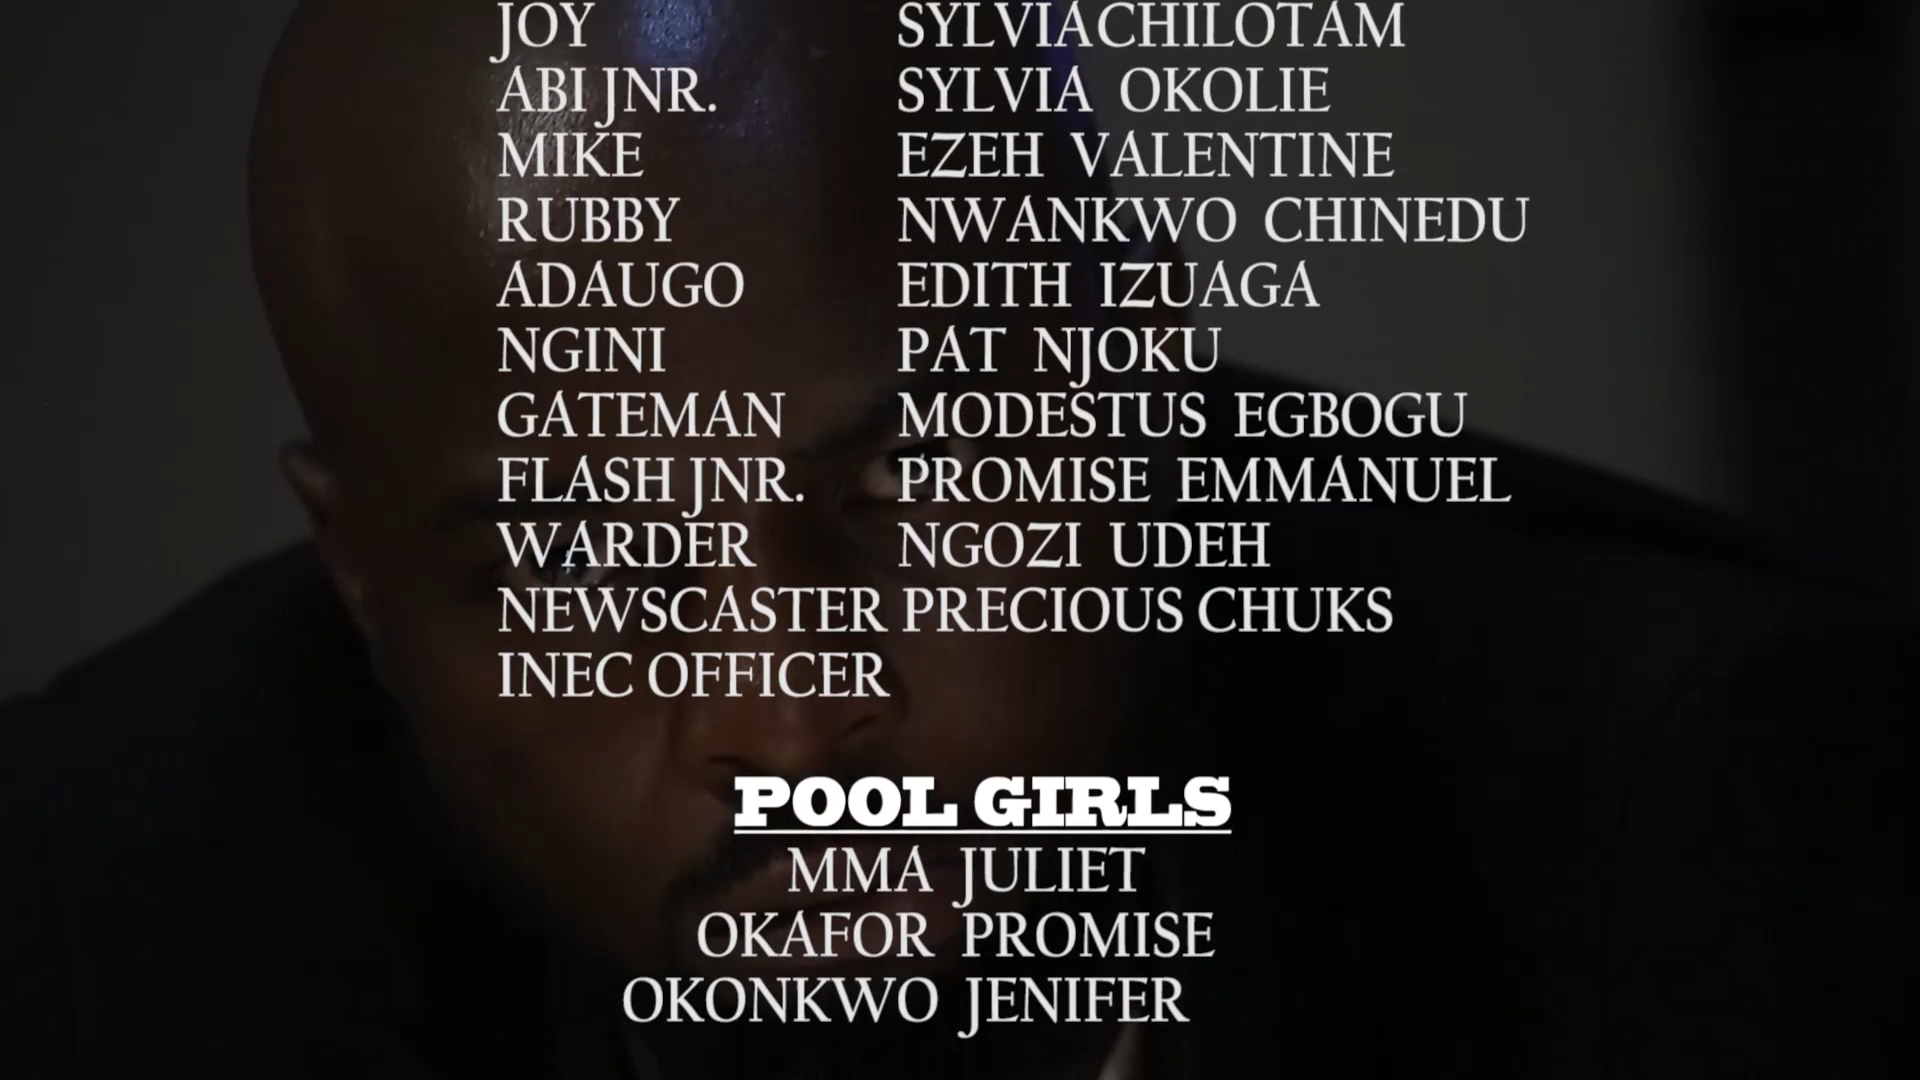 JOY SYLVIACHILOTAM
ABI JNR. SYLVIA OKOLIE
MIKE EZEH VALENTINE
RUBBY NWANKWO CHINEDU
ADAUGO EDITH IZUAGA
NGINI PAT NJOKU
GATEMAN MODESTUS EGBOGU
FLASH JNR. PROMISE EMMANUEL
WARDER NGOZI UDEH
NEWSCASTER PRECIOUS CHUKS
INEC OFFICER
POOL GIRLS
MMA JULIET
OKAFOR PROMISE
OKONKWO JENIFER